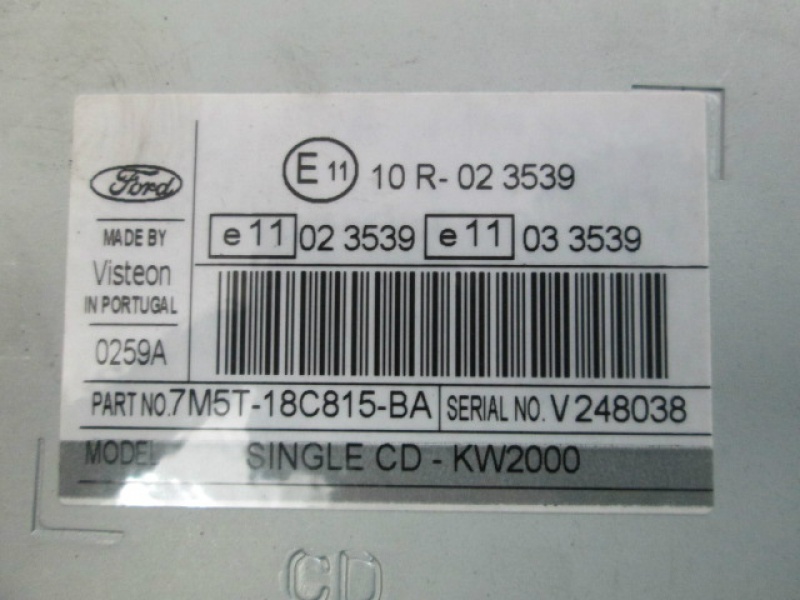 Ford
MADE BY
Visteon
IN PORTUGAL
0259A
E 11 10 R- 02 3539
e 11 02 3539 e 11 03 3539
PART NO. 7M5T-18C815-BA SERIAL NO. V 248038
MODEL SINGLE CD - KW2000
CD